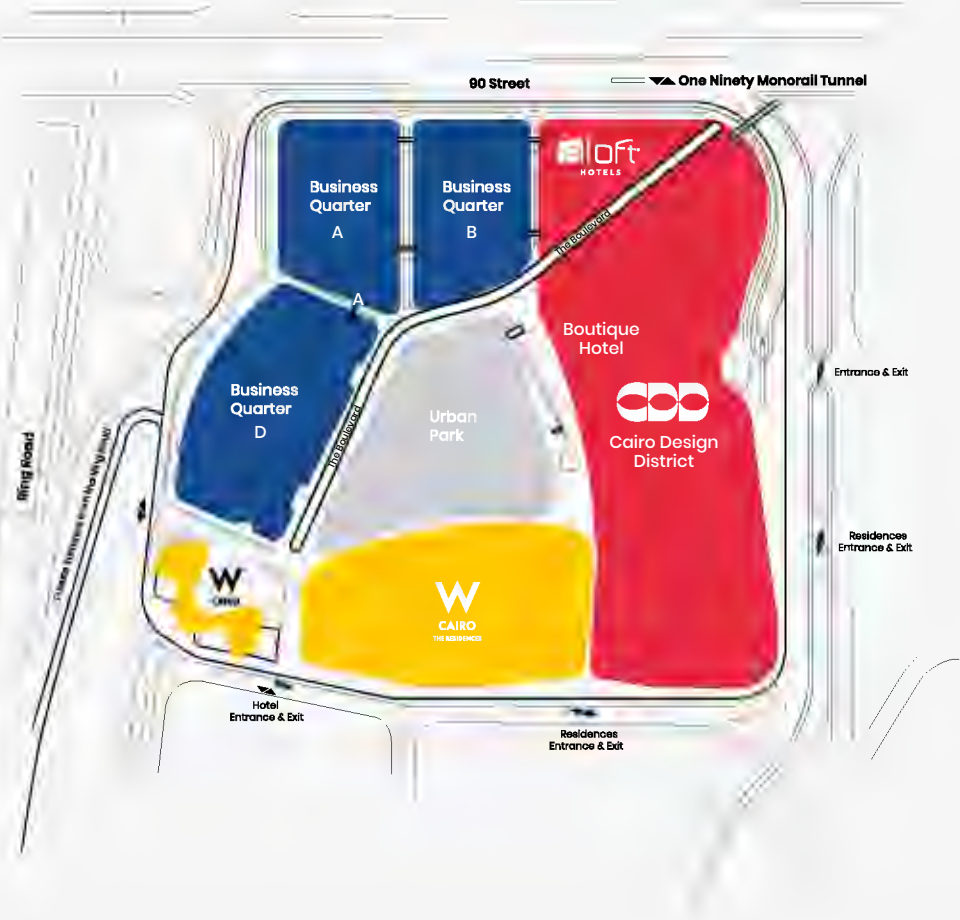 90 Street
One Ninety Monorail Tunnel
aloft
HOTELS
Business
Quarter
A
Business
Quarter
B
The Boulevard
A
Boutique
Hotel
Entrance & Exit
Business
Quarter
D
The Boulevard
Urban
Park
Cairo Design
District
Ring Road
Residences
Entrance & Exit
W
CAIRO
W
CAIRO
THE RESIDENCES
Hotel
Entrance & Exit
Residences
Entrance & Exit